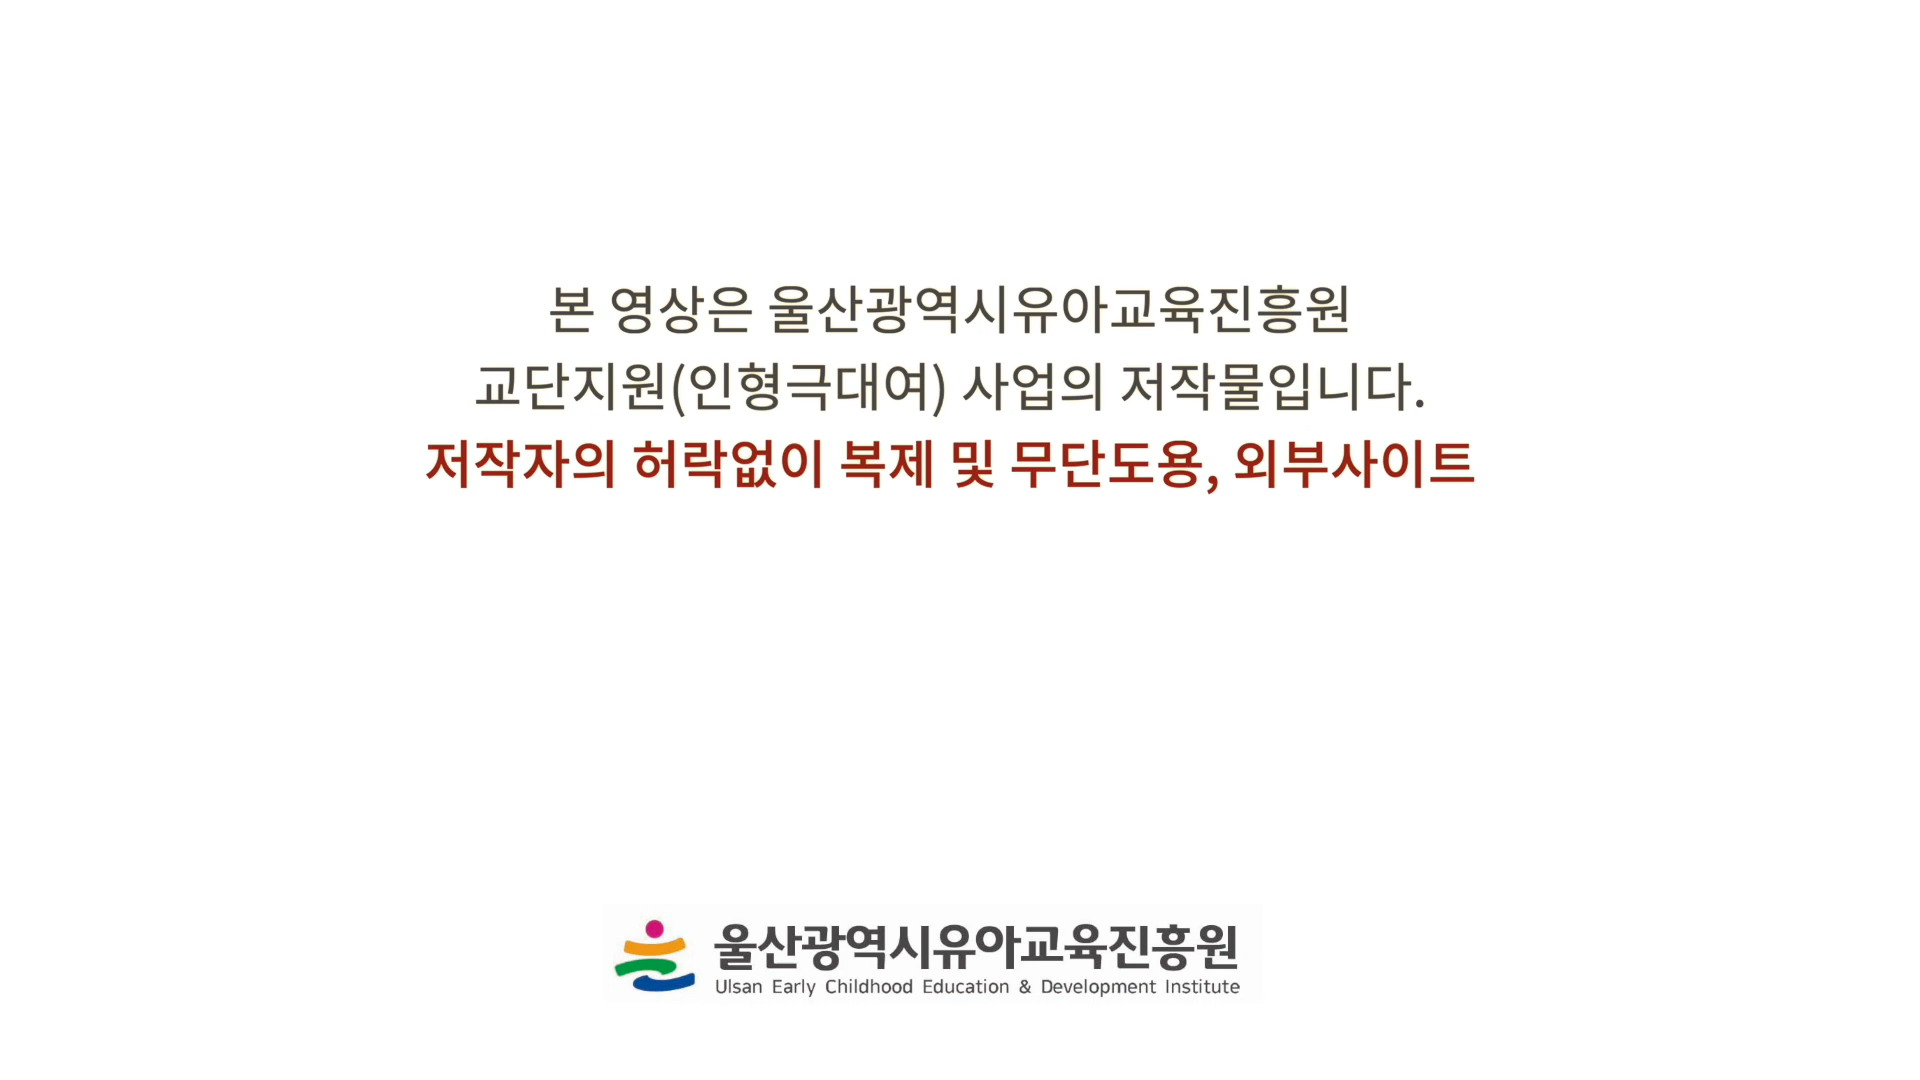 본 영상은 울산광역시유아교육진흥원
교단지원(인형극대여) 사업의 저작물입니다.
저작자의 허락없이 복제 및 무단도용, 외부사이트
울산광역시유아교육진흥원
Ulsan Early Childhood Education & Development Institute